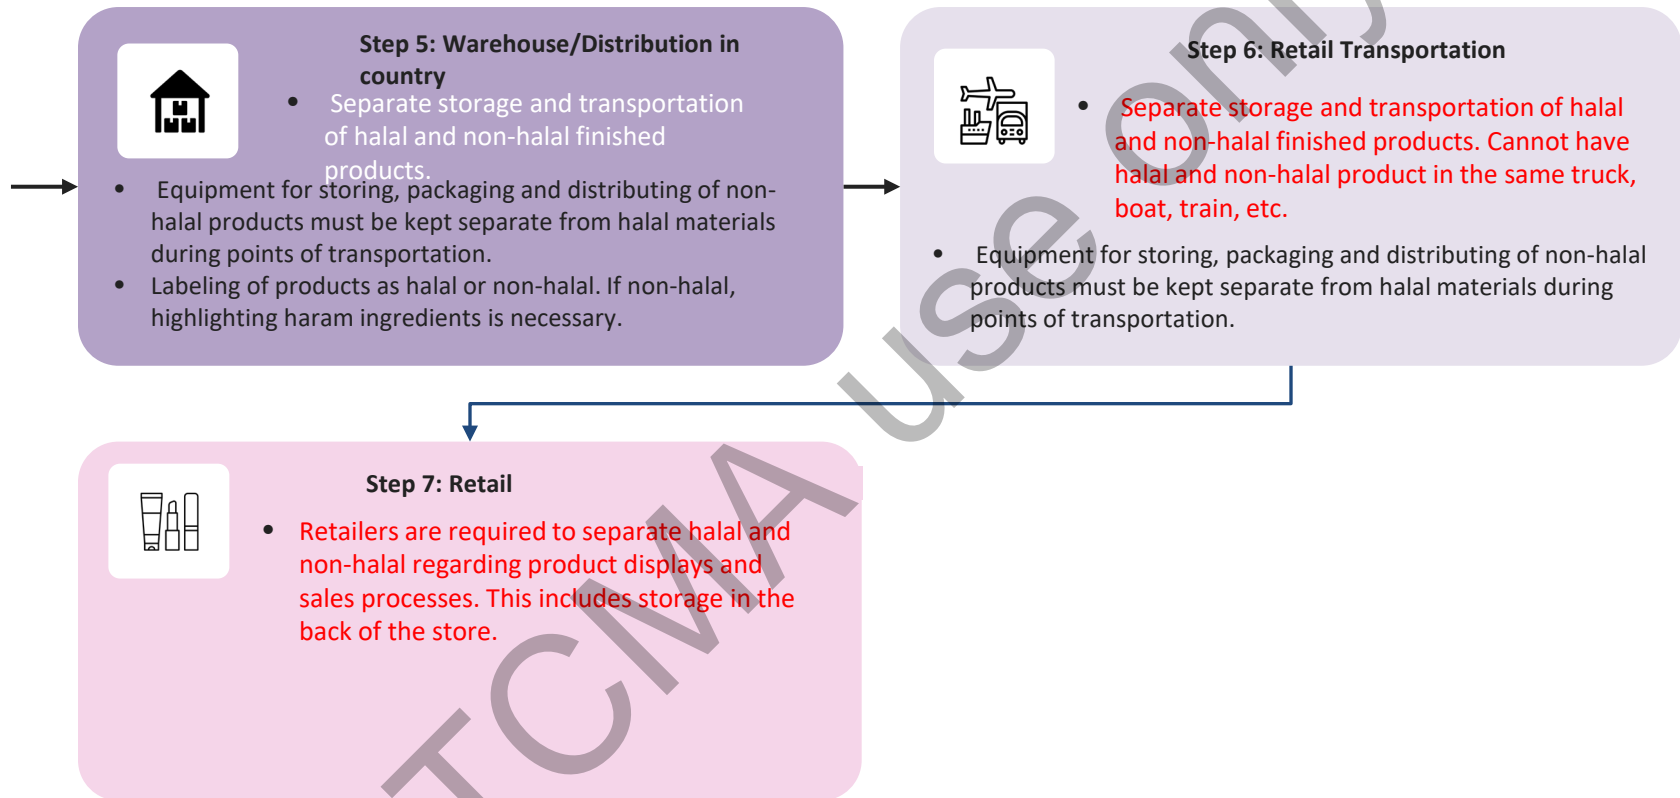 Step 5: Warehouse/Distribution in
country
• Separate storage and transportation
of halal and non-halal finished
products.
• Equipment for storing, packaging and distributing of non-
halal products must be kept separate from halal materials
during points of transportation.
• Labeling of products as halal or non-halal. If non-halal,
highlighting haram ingredients is necessary.
Step 6: Retail Transportation
• Separate storage and transportation of halal
and non-halal finished products. Cannot have
halal and non-halal product in the same truck,
boat, train, etc.
• Equipment for storing, packaging and distributing of non-halal
products must be kept separate from halal materials during
points of transportation.
Step 7: Retail
• Retailers are required to separate halal and
non-halal regarding product displays and
sales processes. This includes storage in the
back of the store.
TCMA use only